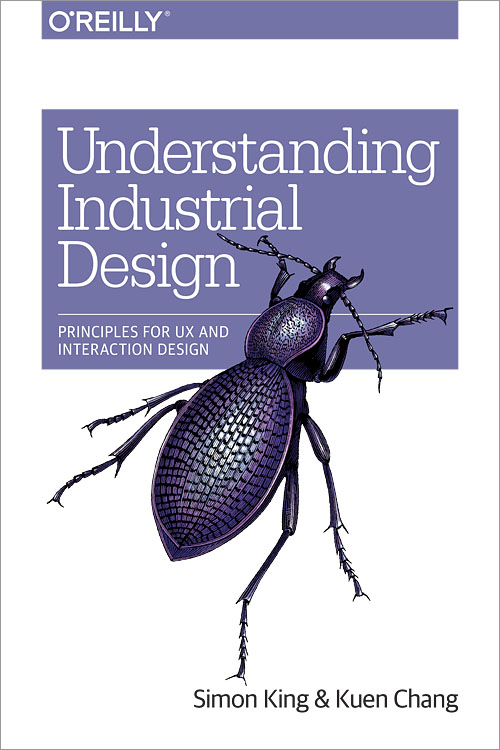 O'REILLY®
Understanding
Industrial
Design
PRINCIPLES FOR UX AND
INTERACTION DESIGN
Simon King & Kuen Chang